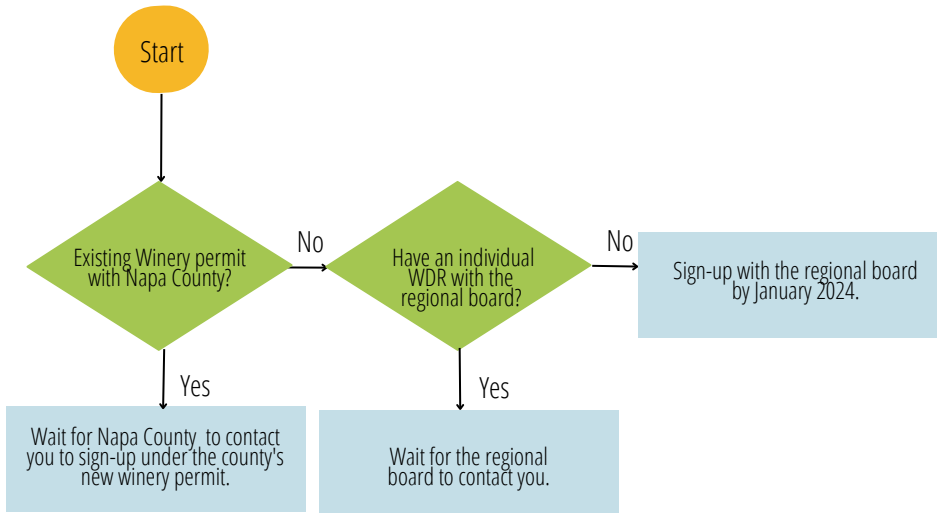 Start
Existing Winery permit
with Napa County?
No
Have an individual
WDR with the
regional board?
No
Sign-up with the regional board
by January 2024.
Yes
Wait for Napa County to contact
you to sign-up under the county's
new winery permit.
Yes
Wait for the regional
board to contact you.